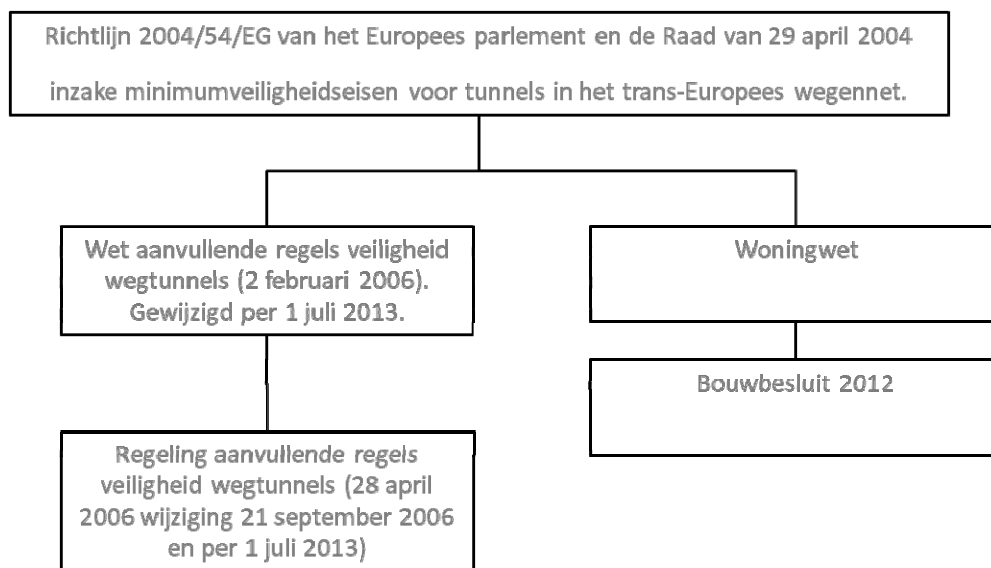 Richtlijn 2004/54/EG van het Europees parlement en de Raad van 29 april 2004
inzake minimumveiligheidseisen voor tunnels in het trans-Europees wegennet.
Wet aanvullende regels veiligheid
wegtunnels (2 februari 2006).
Gewijzigd per 1 juli 2013.
Woningwet
Bouwbesluit 2012
Regeling aanvullende regels
veiligheid wegtunnels (28 april
2006 wijziging 21 september 2006
en per 1 juli 2013)